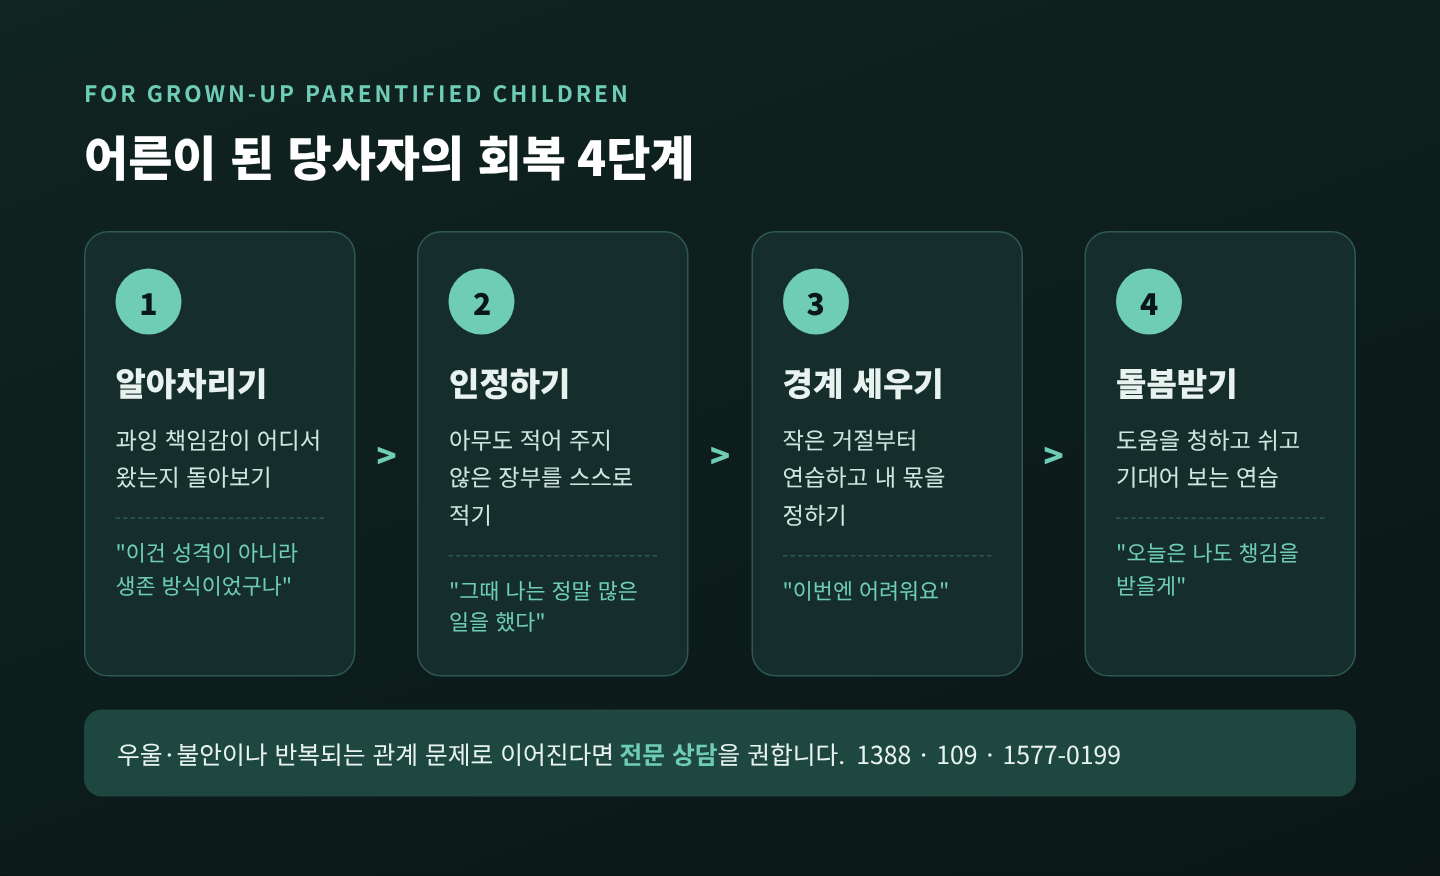 FOR GROWN-UP PARENTIFIED CHILDREN
어른이 된 당사자의 회복 4단계
1
알아차리기
과잉 책임감이 어디서
왔는지 돌아보기
"이건 성격이 아니라
생존 방식이었구나"
>
2
인정하기
아무도 적어 주지
않은 장부를 스스로
적기
"그때 나는 정말 많은
일을 했다"
>
3
경계 세우기
작은 거절부터
연습하고 내 몫을
정하기
"이번엔 어려워요"
>
4
돌봄받기
도움을 청하고 쉬고
기대어 보는 연습
"오늘은 나도 챙김을
받을게"
우울·불안이나 반복되는 관계 문제로 이어진다면 전문 상담을 권합니다. 1388 · 109 · 1577-0199